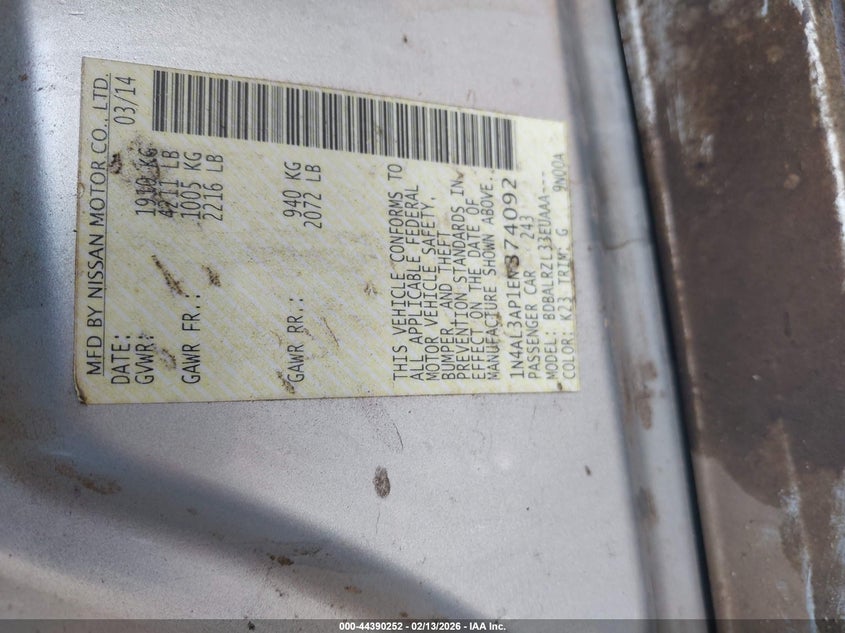 MFD BY NISSAN MOTOR CO., LTD.
DATE: 03/14
GVWR: KG
LB
GAWR FR.: 1005 KG
2216 LB
GAWR RR.: 940 KG
2072 LB
THIS VEHICLE CONFORMS TO
ALL APPLICABLE FEDERAL
MOTOR VEHICLE SAFETY,
BUMPER, AND THEFT
PREVENTION STANDARDS IN
EFFECT ON THE DATE OF
MANUFACTURE SHOWN ABOVE.
1N4AL3AP1EN374092
PASSENGER CAR 243
MODEL: BDBALRZL33EUAAA---
COLOR: K23 TRIM: G 9N00A
000-44390252 - 02/13/2026 - IAA Inc.